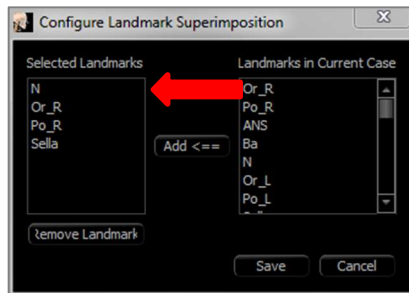 Configure Landmark Superimposition
Selected Landmarks
N
Or_R
Po_R
Sella
Remove Landmark
Add <==
Landmarks in Current Case
Or_R
Po_R
ANS
Ba
N
Or_L
Po_L
Save
Cancel